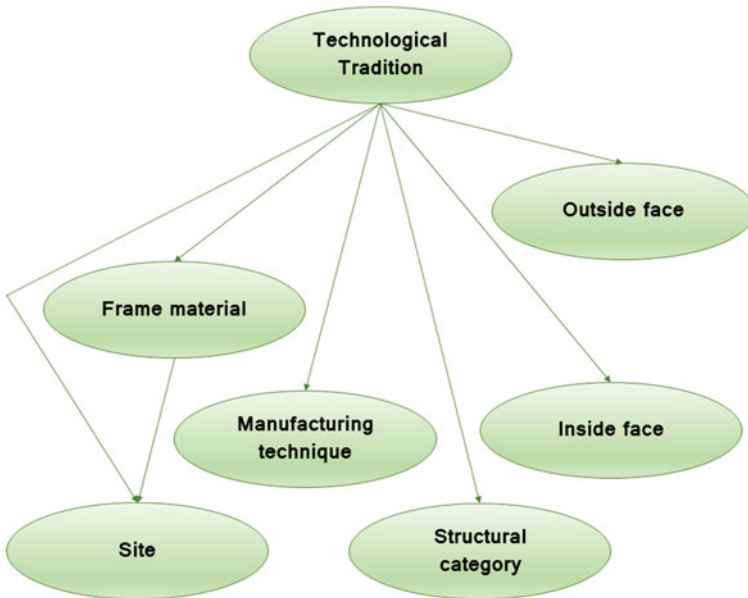 Technological
Tradition
Outside face
Frame material
Manufacturing
technique
Inside face
Site
Structural
category